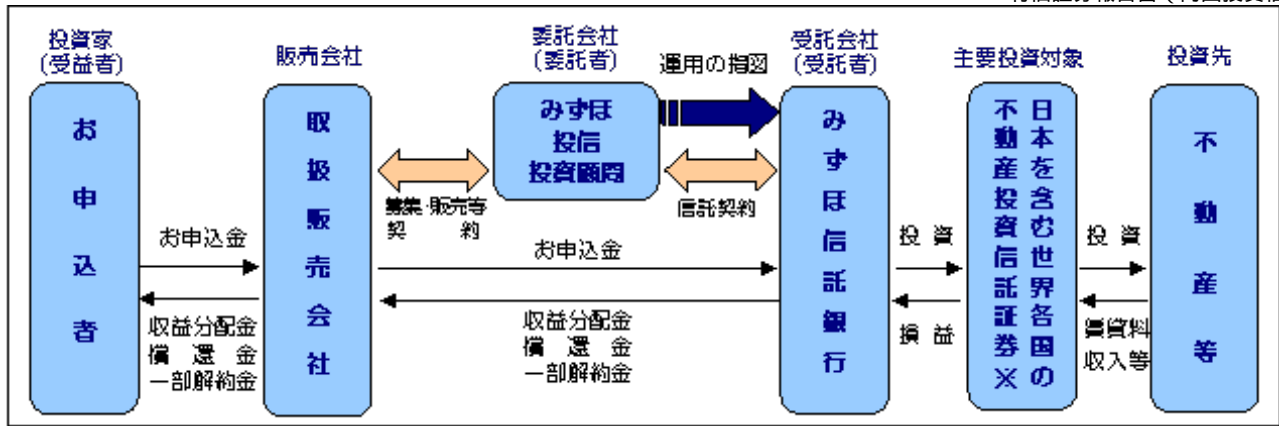 投資家
(受益者)
お申込者
販売会社
取扱販売会社
委託会社
(委託者)
みずほ
投信
投資顧問
運用の指図
受託会社
(受託者)
みずほ信託銀行
主要投資対象
日本を含む世界各国の
不動産投資信託証券※
投資先
不動産等
募集・販売等
契 約
信託契約
お申込金
収益分配金
償 還 金
一部解約金
お申込金
収益分配金
償 還 金
一部解約金
投 資
損 益
投 資
賃貸料
収入等